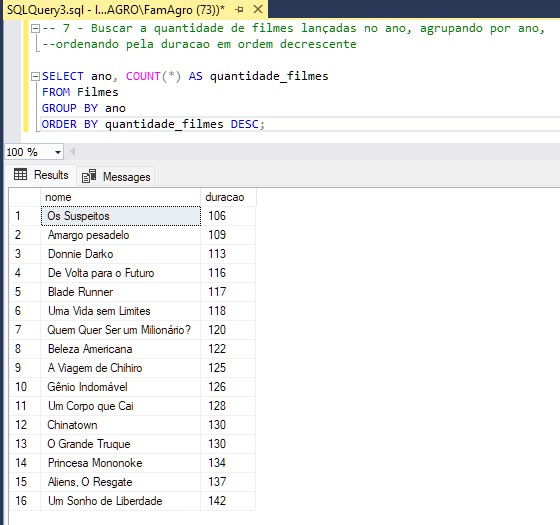 SQLQuery3.sql - I...AGRO\FamAgro (73))*
-- 7 - Buscar a quantidade de filmes lançadas no ano, agrupando por ano,
--ordenando pela duracao em ordem decrescente
SELECT ano, COUNT(*) AS quantidade_filmes
FROM Filmes
GROUP BY ano
ORDER BY quantidade_filmes DESC;
100 %
Results Messages
nome duracao
1 Os Suspeitos 106
2 Amargo pesadelo 109
3 Donnie Darko 113
4 De Volta para o Futuro 116
5 Blade Runner 117
6 Uma Vida sem Limites 118
7 Quem Quer Ser um Milionário? 120
8 Beleza Americana 122
9 A Viagem de Chihiro 125
10 Gênio Indomável 126
11 Um Corpo que Cai 128
12 Chinatown 130
13 O Grande Truque 130
14 Princesa Mononoke 134
15 Aliens, O Resgate 137
16 Um Sonho de Liberdade 142